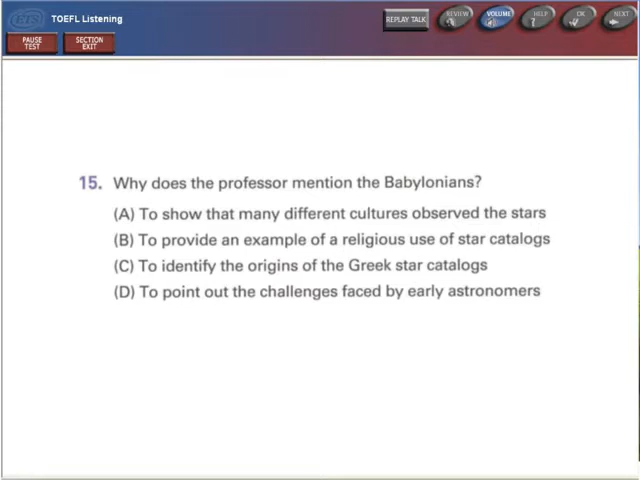 ETS TOEFL Listening
REPLAY TALK
REVIEW
VOLUME
HELP
OK
NEXT
PAUSE
TEST
SECTION
EXIT
15. Why does the professor mention the Babylonians?
(A) To show that many different cultures observed the stars
(B) To provide an example of a religious use of star catalogs
(C) To identify the origins of the Greek star catalogs
(D) To point out the challenges faced by early astronomers